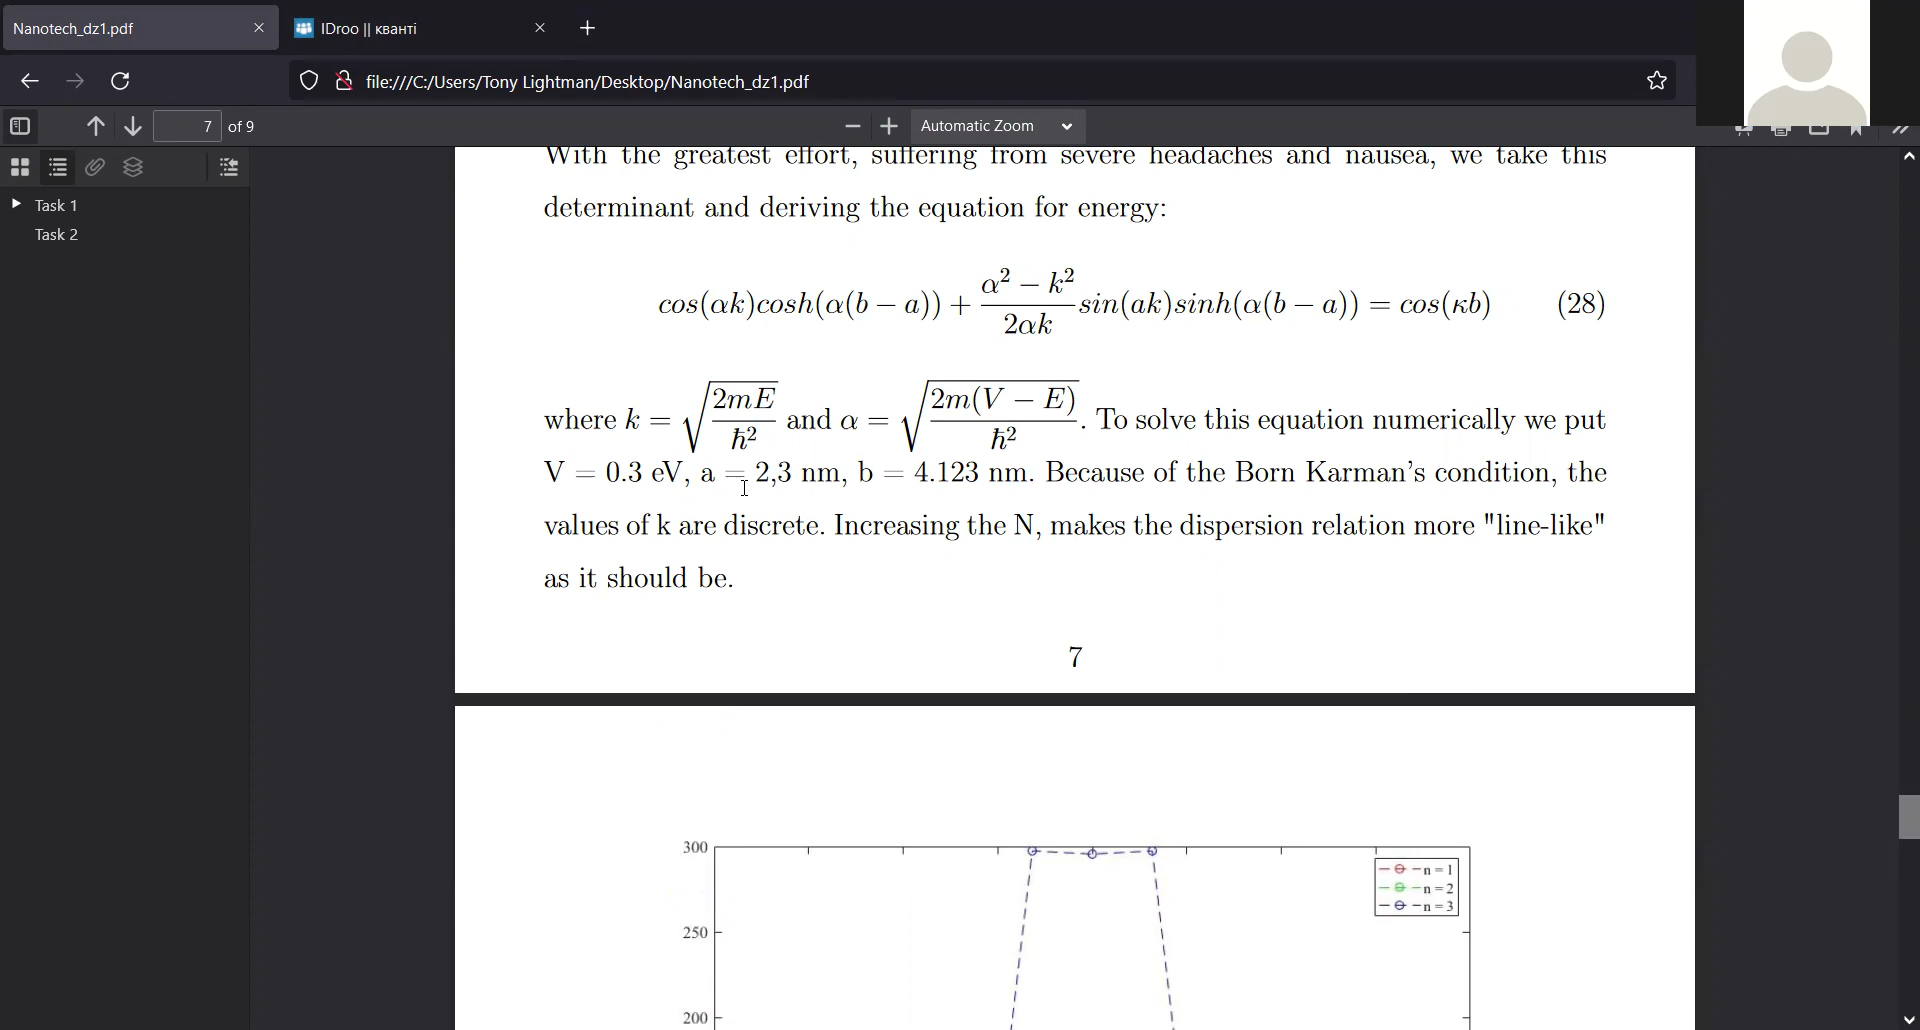 Nanotech_dz1.pdf
IDroo || кванті
file:///C:/Users/Tony Lightman/Desktop/Nanotech_dz1.pdf
7 of 9
Automatic Zoom
Task 1
Task 2
With the greatest effort, suffering from severe headaches and nausea, we take this
determinant and deriving the equation for energy:
cos(αk)cosh(α(b − a)) + \frac{α² − k²}{2αk} sin(ak)sinh(α(b − a)) = cos(κb) (28)
where k = √(2mE/ħ²) and α = √(2m(V − E)/ħ²). To solve this equation numerically we put
V = 0.3 eV, a = 2,3 nm, b = 4.123 nm. Because of the Born Karman's condition, the
values of k are discrete. Increasing the N, makes the dispersion relation more "line-like"
as it should be.
7
300
n = 1
n = 2
n = 3
250
200